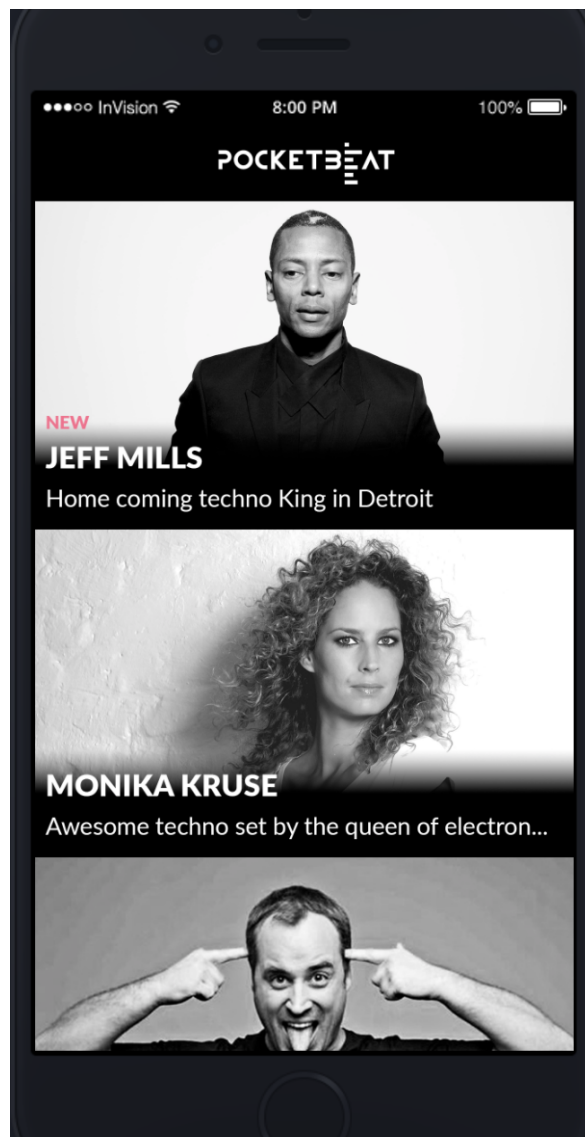 InVision 8:00 PM 100%
POCKETBEAT
NEW
JEFF MILLS
Home coming techno King in Detroit
MONIKA KRUSE
Awesome techno set by the queen of electron...